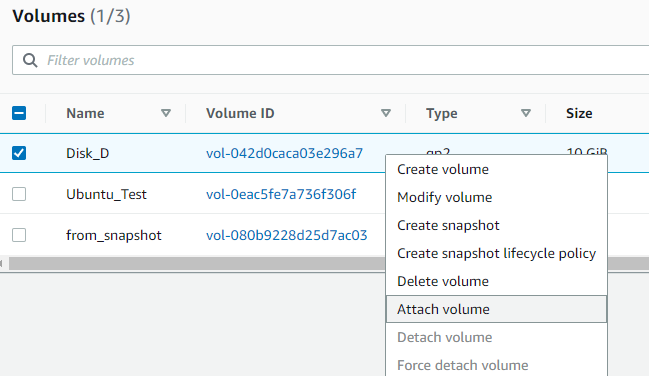 Volumes (1/3)
Filter volumes
Name Volume ID Type Size
Disk_D vol-042d0caca03e296a7 gp2 10 GiB
Ubuntu_Test vol-0eac5fe7a736f306f
from_snapshot vol-080b9228d25d7ac03
Create volume
Modify volume
Create snapshot
Create snapshot lifecycle policy
Delete volume
Attach volume
Detach volume
Force detach volume